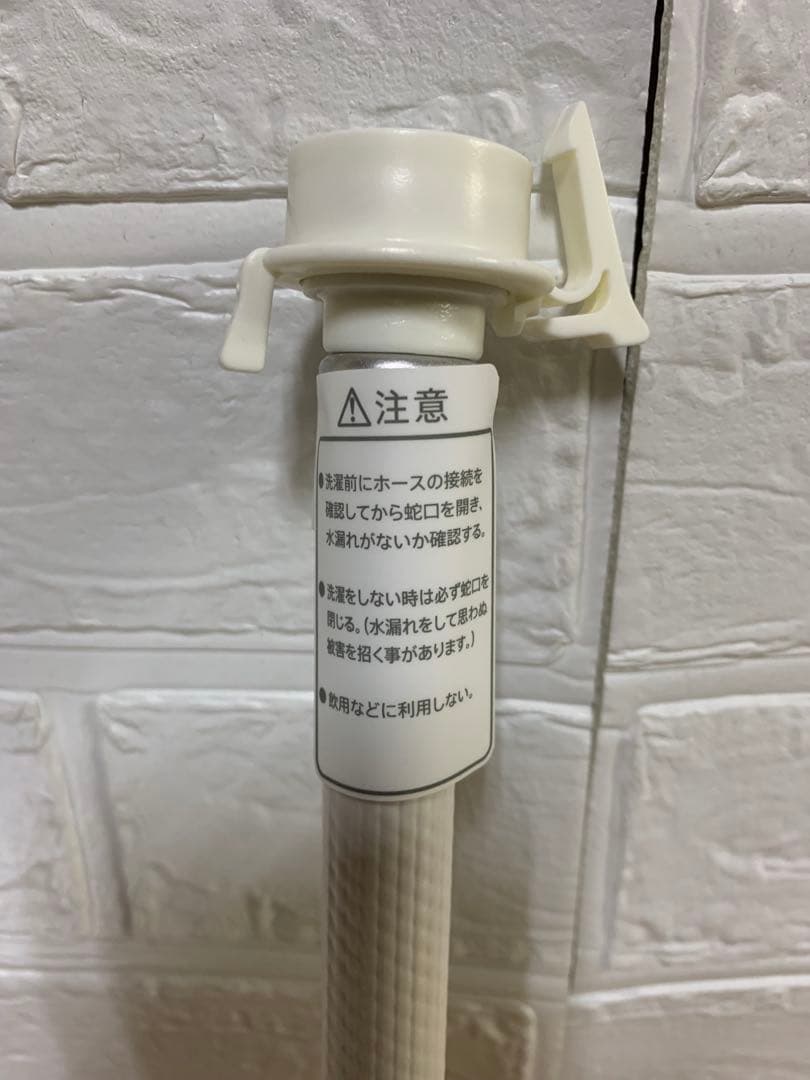 ⚠注意
●洗濯前にホースの接続を
確認してから蛇口を開き、
水漏れがないか確認する。
●洗濯をしない時は必ず蛇口を
閉じる。(水漏れをして思わぬ
被害を招く事があります。)
●飲用などに利用しない。